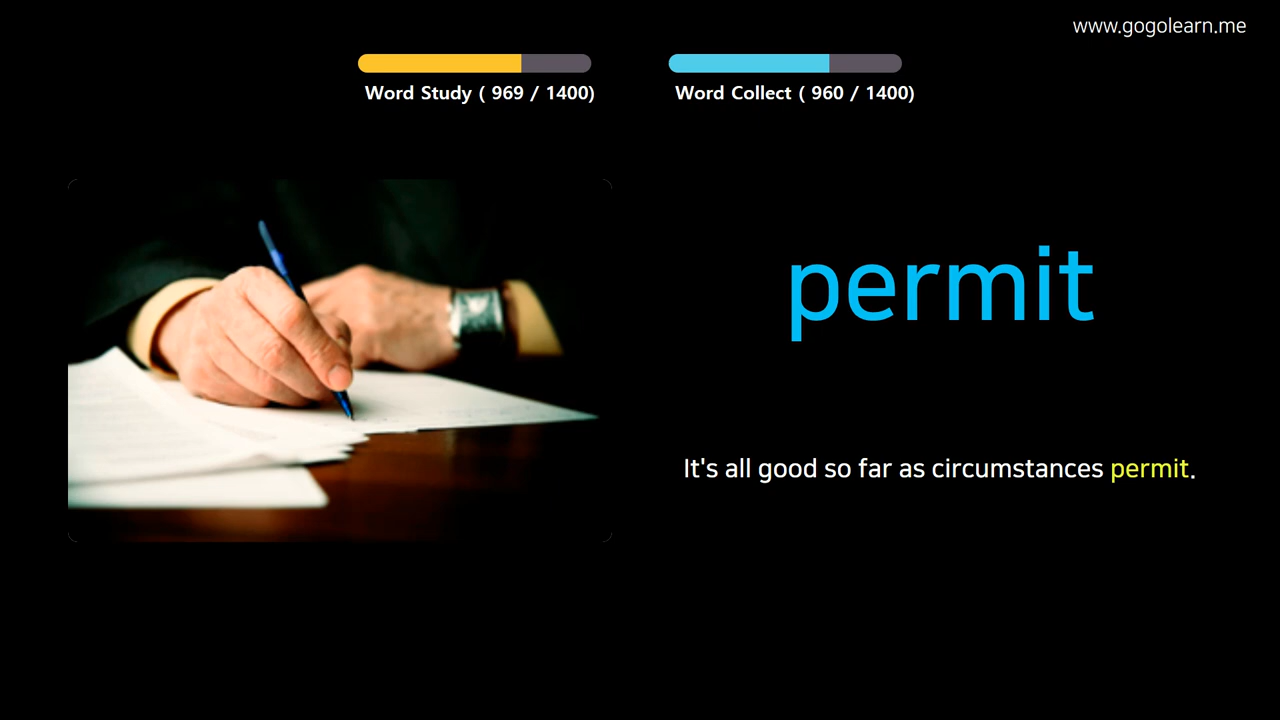 www.gogolearn.me
Word Study ( 969 / 1400)
Word Collect ( 960 / 1400)
permit
It's all good so far as circumstances permit.